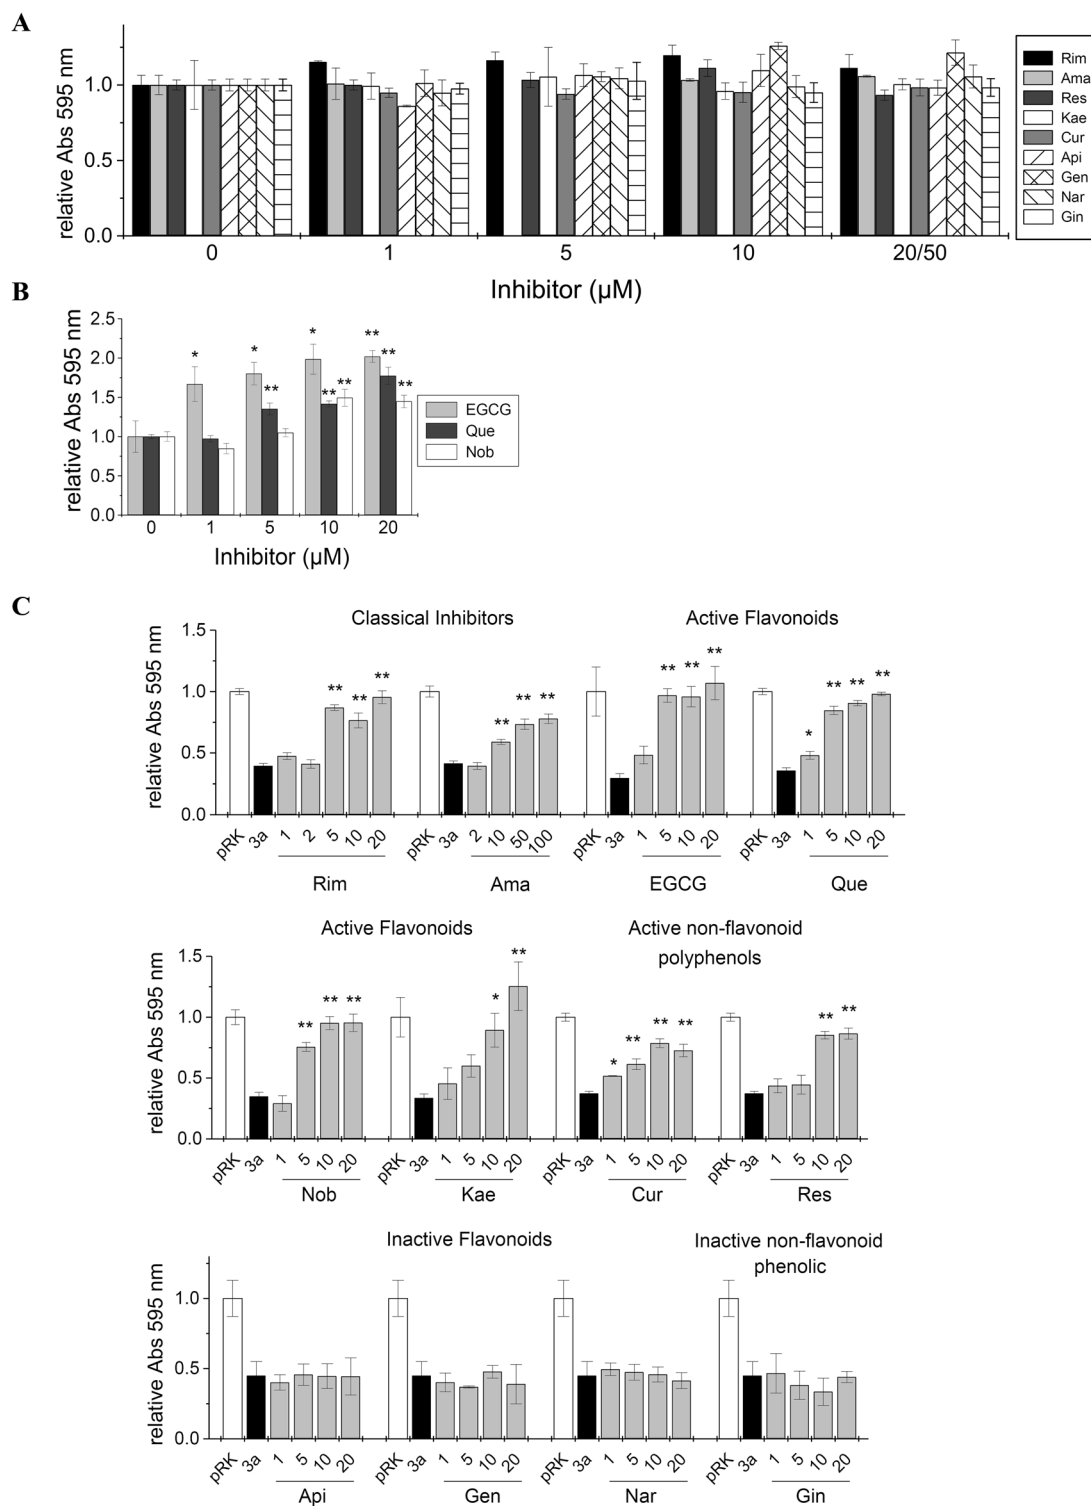 A
relative Abs 595 nm
1.0
0.5
0.0
0 1 5 10 20/50
Inhibitor (µM)
Rim
Ama
Res
Kae
Cur
Api
Gen
Nar
Gin
B
relative Abs 595 nm
2.5
2.0
1.5
1.0
0.5
0.0
* * * **
** ** **
** **
0 1 5 10 20
Inhibitor (µM)
EGCG
Que
Nob
C
Classical Inhibitors Active Flavonoids
relative Abs 595 nm
1.5
1.0
0.5
0.0
** ** ** ** ** ** ** ** ** * ** ** **
pRK 3a 1 2 5 10 20 pRK 3a 2 10 50 100 pRK 3a 1 5 10 20 pRK 3a 1 5 10 20
Rim Ama EGCG Que
Active Flavonoids Active non-flavonoid
polyphenols
relative Abs 595 nm
1.5
1.0
0.5
0.0
** ** ** * ** * ** ** ** ** **
pRK 3a 1 5 10 20 pRK 3a 1 5 10 20 pRK 3a 1 5 10 20 pRK 3a 1 5 10 20
Nob Kae Cur Res
Inactive Flavonoids Inactive non-flavonoid
phenolic
relative Abs 595 nm
1.0
0.5
0.0
pRK 3a 1 5 10 20 pRK 3a 1 5 10 20 pRK 3a 1 5 10 20 pRK 3a 1 5 10 20
Api Gen Nar Gin